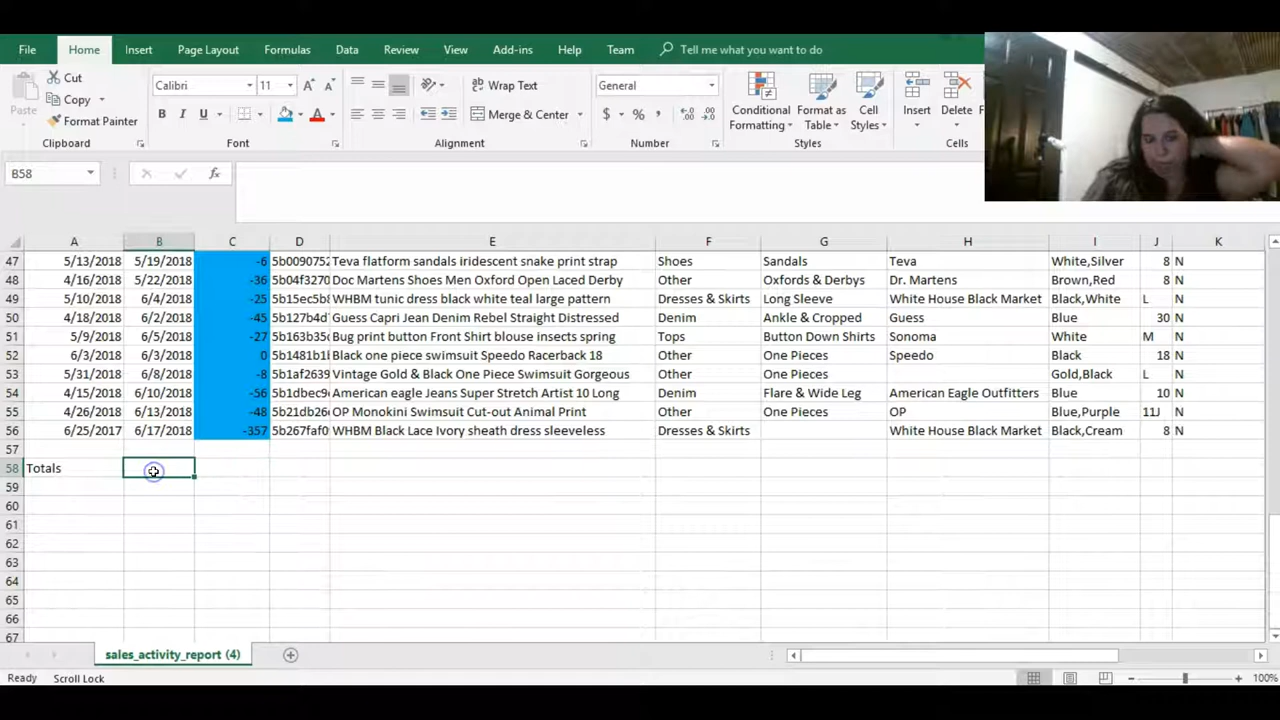 File Home Insert Page Layout Formulas Data Review View Add-ins Help Team Tell me what you want to do
Paste Cut Copy Format Painter Clipboard
Calibri 11 A A B I U A Font
Wrap Text Merge & Center Alignment
General $ % , Number
Conditional Formatting Format as Table Cell Styles Styles
Insert Delete Cells
B58 fx
A B C D E F G H I J K
47 5/13/2018 5/19/2018 -6 5b0090752 Teva flatform sandals iridescent snake print strap Shoes Sandals Teva White,Silver 8 N
48 4/16/2018 5/22/2018 -36 5b04f3270 Doc Martens Shoes Men Oxford Open Laced Derby Other Oxfords & Derbys Dr. Martens Brown,Red 8 N
49 5/10/2018 6/4/2018 -25 5b15ec5b8 WHBM tunic dress black white teal large pattern Dresses & Skirts Long Sleeve White House Black Market Black,White L N
50 4/18/2018 6/2/2018 -45 5b127b4d Guess Capri Jean Denim Rebel Straight Distressed Denim Ankle & Cropped Guess Blue 30 N
51 5/9/2018 6/5/2018 -27 5b163b35 Bug print button Front Shirt blouse insects spring Tops Button Down Shirts Sonoma White M N
52 6/3/2018 6/3/2018 0 5b1481b1 Black one piece swimsuit Speedo Racerback 18 Other One Pieces Speedo Black 18 N
53 5/31/2018 6/8/2018 -8 5b1af2639 Vintage Gold & Black One Piece Swimsuit Gorgeous Other One Pieces Gold,Black L N
54 4/15/2018 6/10/2018 -56 5b1dbec9 American eagle Jeans Super Stretch Artist 10 Long Denim Flare & Wide Leg American Eagle Outfitters Blue 10 N
55 4/26/2018 6/13/2018 -48 5b21db26 OP Monokini Swimsuit Cut-out Animal Print Other One Pieces OP Blue,Purple 11J N
56 6/25/2017 6/17/2018 -357 5b267faf0 WHBM Black Lace Ivory sheath dress sleeveless Dresses & Skirts White House Black Market Black,Cream 8 N
57
58 Totals
59
60
61
62
63
64
65
66
67
sales_activity_report (4)
Ready Scroll Lock 100%